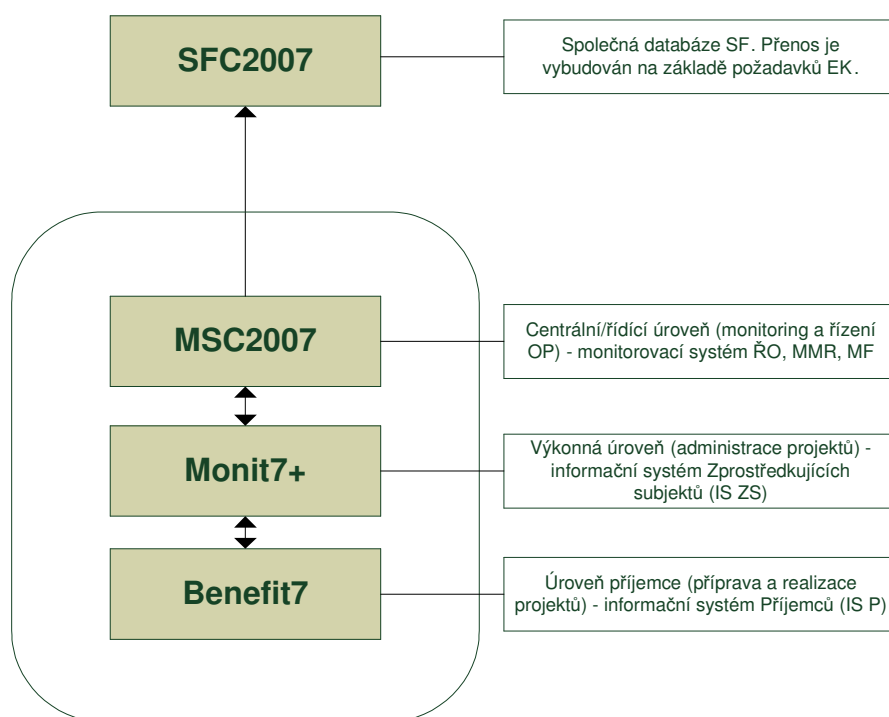 SFC2007
Společná databáze SF. Přenos je
vybudován na základě požadavků EK.
MSC2007
Centrální/řídící úroveň (monitoring a řízení
OP) - monitorovací systém ŘO, MMR, MF
Monit7+
Výkonná úroveň (administrace projektů) -
informační systém Zprostředkujících
subjektů (IS ZS)
Benefit7
Úroveň příjemce (příprava a realizace
projektů) - informační systém Příjemců (IS P)